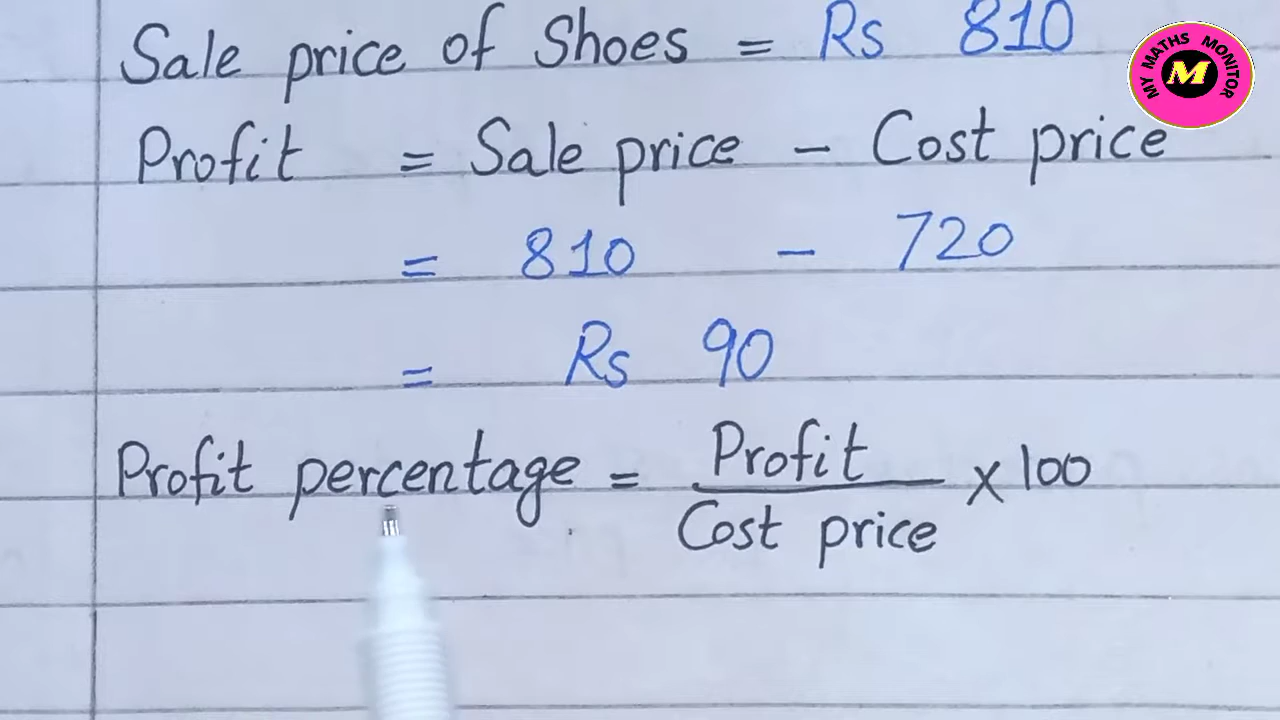 Sale price of Shoes = Rs 810
Profit = Sale price - Cost price
= 810 - 720
= Rs 90
Profit percentage = Profit / Cost price × 100
MY MATHS MONITOR
M